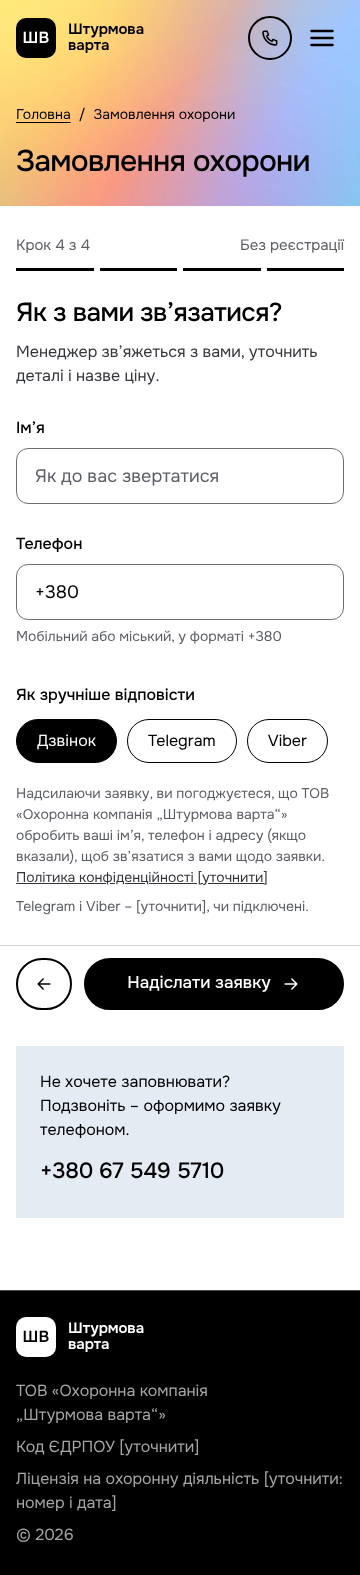 ШВ
Штурмова
варта
Головна / Замовлення охорони
Замовлення охорони
Крок 4 з 4
Без реєстрації
Як з вами зв’язатися?
Менеджер зв’яжеться з вами, уточнить
деталі і назве ціну.
Ім’я
Як до вас звертатися
Телефон
+380
Мобільний або міський, у форматі +380
Як зручніше відповісти
Дзвінок
Telegram
Viber
Надсилаючи заявку, ви погоджуєтеся, що ТОВ
«Охоронна компанія „Штурмова варта“»
обробить ваші ім’я, телефон і адресу (якщо
вказали), щоб зв’язатися з вами щодо заявки.
Політика конфіденційності [уточнити]
Telegram і Viber – [уточнити], чи підключені.
Надіслати заявку
Не хочете заповнювати?
Подзвоніть – оформимо заявку
телефоном.
+380 67 549 5710
ШВ
Штурмова
варта
ТОВ «Охоронна компанія
„Штурмова варта“»
Код ЄДРПОУ [уточнити]
Ліцензія на охоронну діяльність [уточнити:
номер і дата]
© 2026